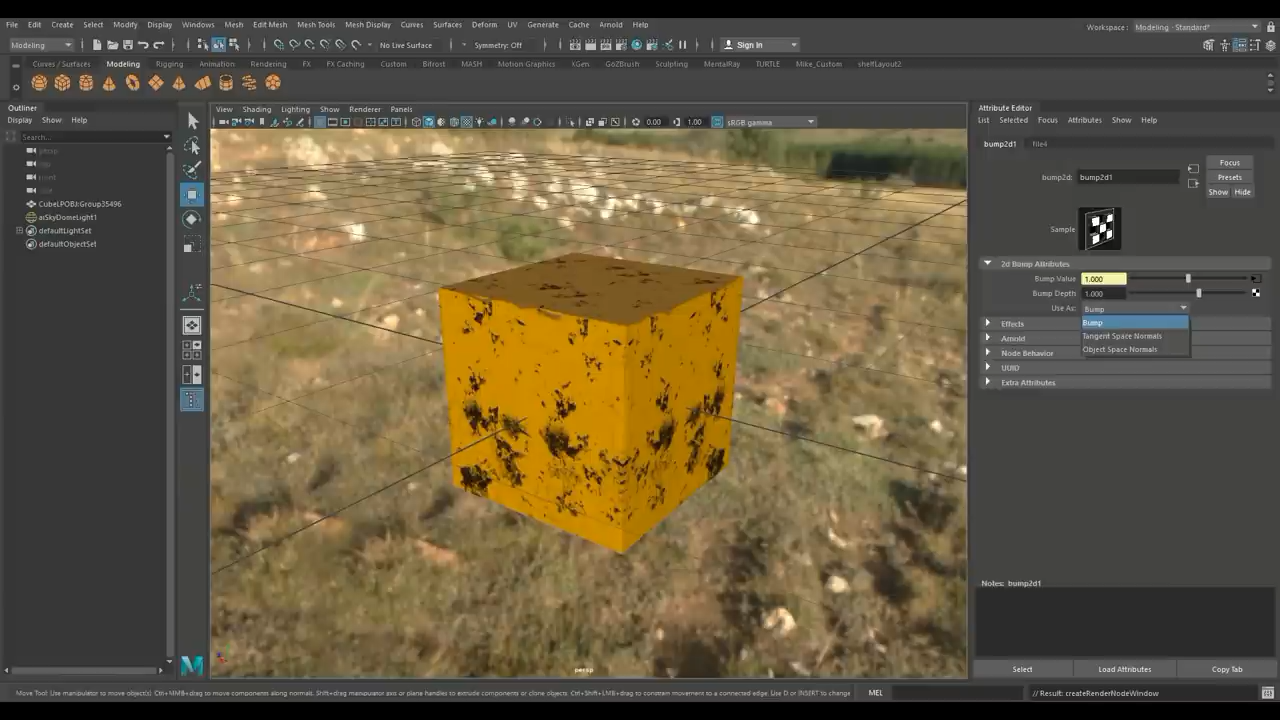 File Edit Create Select Modify Display Windows Mesh Edit Mesh Mesh Tools Mesh Display Curves Surfaces Deform UV Generate Cache Arnold Help
Workspace: Modeling - Standard*
Modeling
No Live Surface
Symmetry: Off
Sign In
Curves / Surfaces Modeling Rigging Animation Rendering FX FX Caching Custom Bifrost MASH Motion Graphics XGen GoZBrush Sculpting MentalRay TURTLE Mike_Custom shelfLayout2
Outliner
Display Show Help
Search...
persp
top
front
side
CubeLPOBJ:Group35496
aiSkyDomeLight1
defaultLightSet
defaultObjectSet
View Shading Lighting Show Renderer Panels
0.00 1.00 sRGB gamma
persp
Attribute Editor
List Selected Focus Attributes Show Help
bump2d1 file4
bump2d: bump2d1
Focus
Presets
Show Hide
Sample
2d Bump Attributes
Bump Value 1.000
Bump Depth 1.000
Use As: Bump
Bump
Tangent Space Normals
Object Space Normals
Effects
Arnold
Node Behavior
UUID
Extra Attributes
Notes: bump2d1
Select Load Attributes Copy Tab
Move Tool: Use manipulator to move object(s). Ctrl+MMB+drag to move components along normals. Shift+drag manipulator axis or plane handles to extrude components or clone objects. Ctrl+Shift+drag to constrain movement to a connected edge. Use D or INSERT to change
MEL
// Result: createRenderNodeWindow